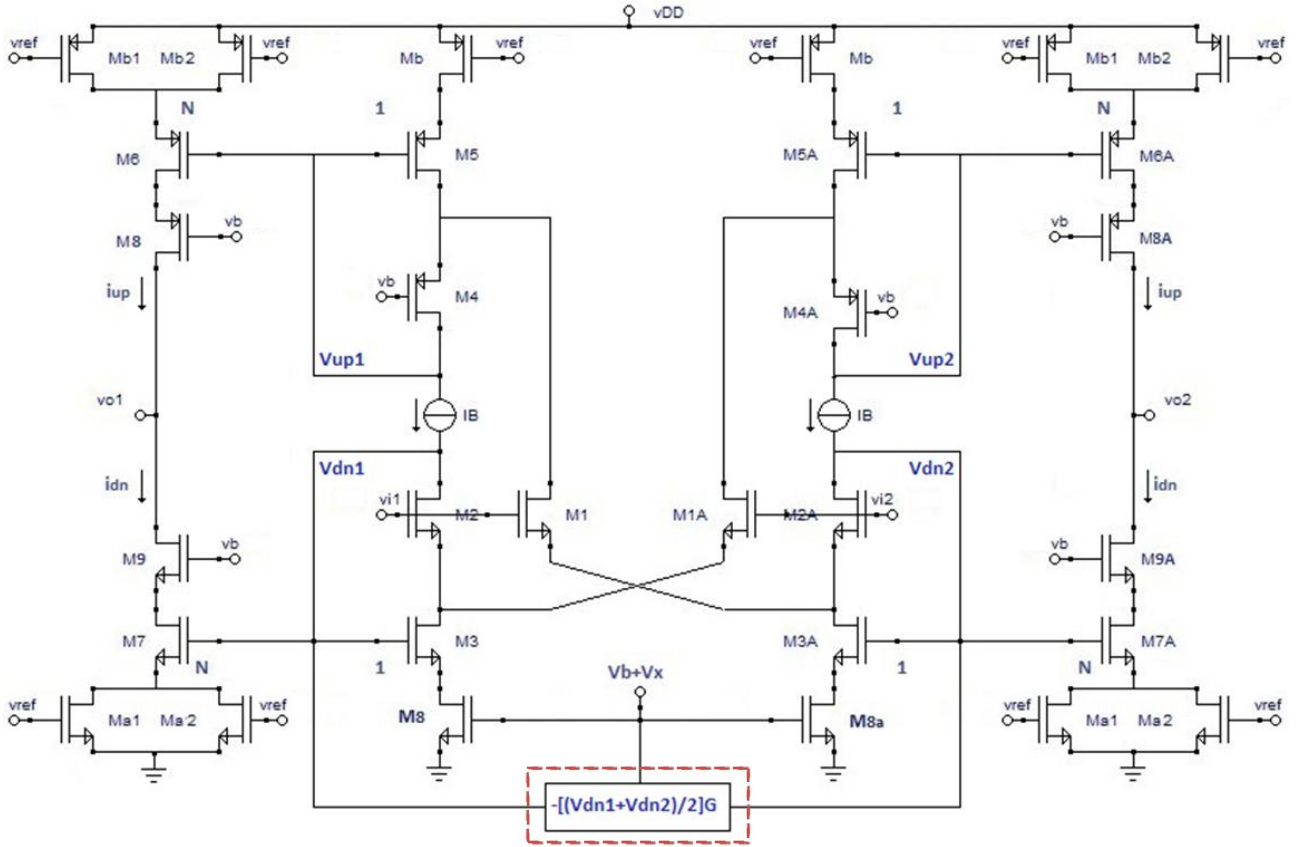 vDD
vref
Mb1 Mb2
vref
Mb
vref
vref
Mb
vref
Mb1 Mb2
vref
N
1
1
N
M6
M5
M5A
M6A
M8
vb
vb
M8A
iup
vb
M4
M4A
vb
iup
Vup1
Vup2
vo1
IB
IB
vo2
Vdn1
Vdn2
idn
vi1
M2
M1
M1A
M2A
vi2
idn
M9
vb
vb
M9A
M7
M3
M3A
M7A
N
1
Vb+Vx
1
N
vref
Ma1 Ma2
vref
M8
M8a
vref
Ma1 Ma2
vref
-[(Vdn1+Vdn2)/2]G